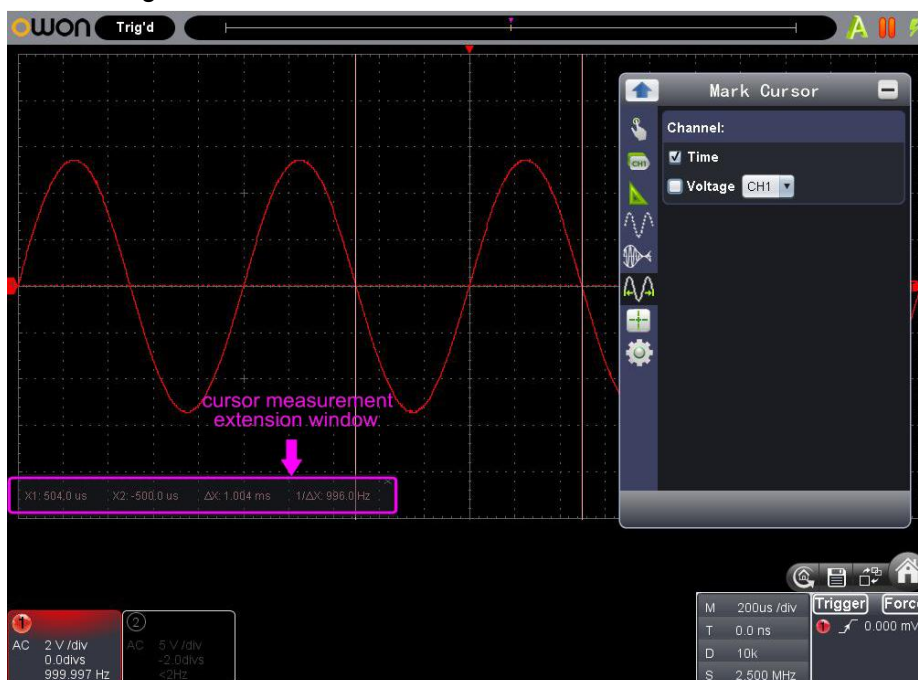 owon Trig'd A
Mark Cursor
Channel:
Time
CH1
Voltage CH1
cursor measurement
extension window
X1: 504.0 us X2: -500.0 us ΔX: 1.004 ms 1/ΔX: 996.0 Hz
1
AC 2 V /div
0.0divs
999.997 Hz
2
AC 5 V /div
-2.0divs
<2Hz
M 200us /div
T 0.0 ns
D 10k
S 2.500 MHz
Trigger Force
1 0.000 mV